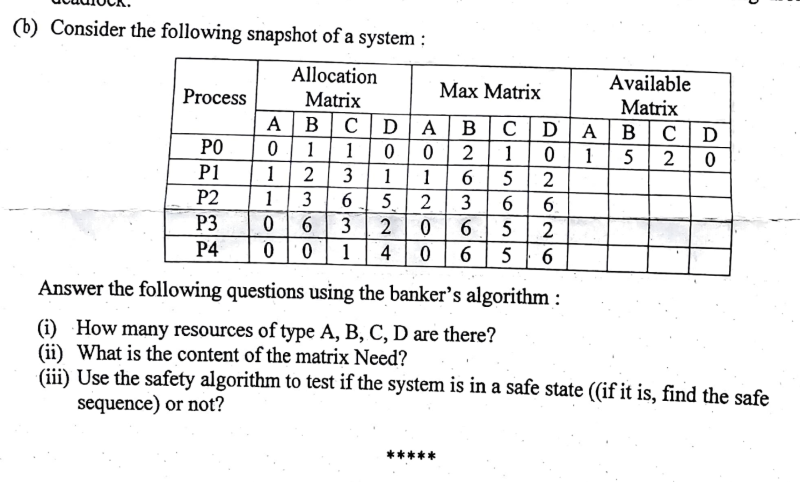 (b) Consider the following snapshot of a system :
Process Allocation Matrix Max Matrix Available Matrix
A B C D A B C D A B C D
P0 0 1 1 0 0 2 1 0 1 5 2 0
P1 1 2 3 1 1 6 5 2
P2 1 3 6 5 2 3 6 6
P3 0 6 3 2 0 6 5 2
P4 0 0 1 4 0 6 5 6
Answer the following questions using the banker's algorithm :
(i) How many resources of type A, B, C, D are there?
(ii) What is the content of the matrix Need?
(iii) Use the safety algorithm to test if the system is in a safe state ((if it is, find the safe
sequence) or not?
*****